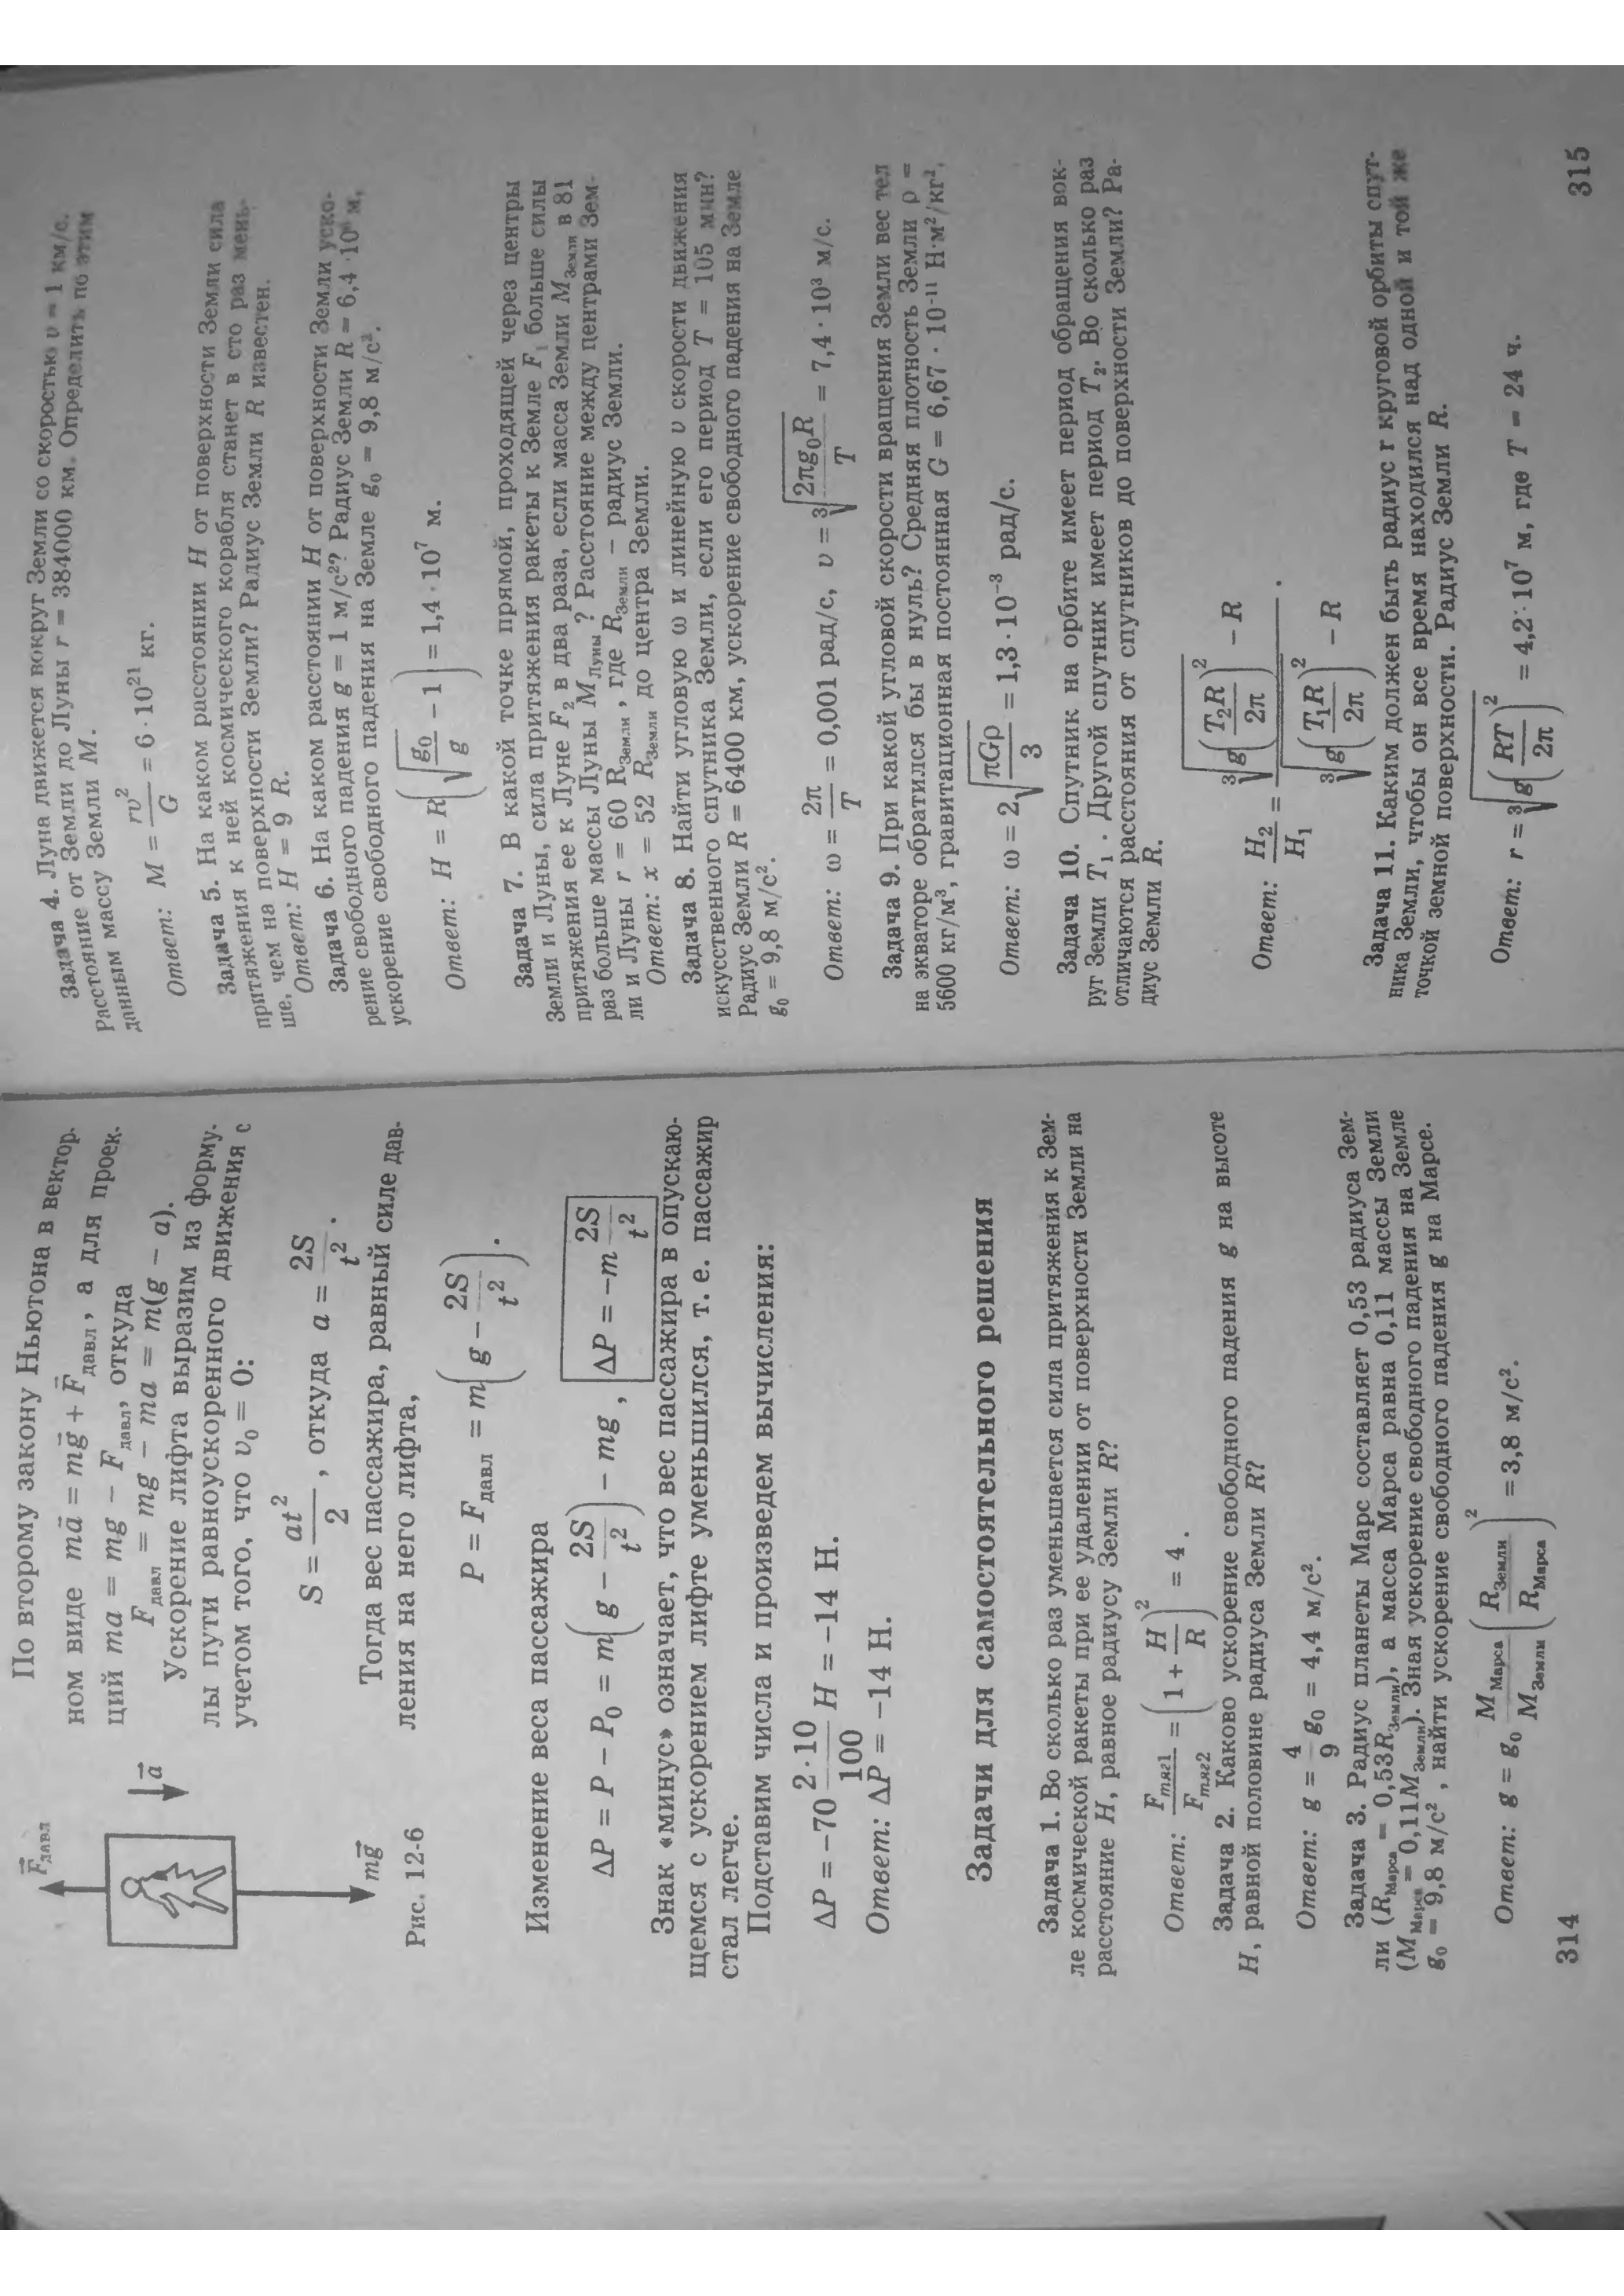 F⃗давл
a⃗
mg⃗
Рис. 12-6
По второму закону Ньютона в вектор-
ном виде ma⃗ = mg⃗ + F⃗давл, а для проек-
ций ma = mg − Fдавл, откуда
Fдавл = mg − ma = m(g − a).
Ускорение лифта выразим из форму-
лы пути равноускоренного движения с
учетом того, что v₀ = 0:
S = at²/2, откуда a = 2S/t².
Тогда вес пассажира, равный силе дав-
ления на него лифта,
P = Fдавл = m(g − 2S/t²).
Изменение веса пассажира
ΔP = P − P₀ = m(g − 2S/t²) − mg, ΔP = −m 2S/t²
Знак «минус» означает, что вес пассажира в опускаю-
щемся с ускорением лифте уменьшился, т. е. пассажир
стал легче.
Подставим числа и произведем вычисления:
ΔP = −70 2·10/100 Н = −14 Н.
Ответ: ΔP = −14 Н.
Задачи для самостоятельного решения
Задача 1. Во сколько раз уменьшается сила притяжения к Зем-
ле космической ракеты при ее удалении от поверхности Земли на
расстояние H, равное радиусу Земли R?
Ответ: Fтяг1/Fтяг2 = (1 + H/R)² = 4.
Задача 2. Каково ускорение свободного падения g на высоте
H, равной половине радиуса Земли R?
Ответ: g = 4/9 g₀ = 4,4 м/с².
Задача 3. Радиус планеты Марс составляет 0,53 радиуса Зем-
ли (RМарса = 0,53RЗемли), а масса Марса равна 0,11 массы Земли
(MМарса = 0,11MЗемли). Зная ускорение свободного падения на Земле
g₀ = 9,8 м/с², найти ускорение свободного падения g на Марсе.
Ответ: g = g₀ MМарса/MЗемли (RЗемли/RМарса)² = 3,8 м/с².
314
Задача 4. Луна движется вокруг Земли со скоростью v = 1 км/с.
Расстояние от Земли до Луны r = 384000 км. Определить по этим
данным массу Земли M.
Ответ: M = rv²/G = 6·10²¹ кг.
Задача 5. На каком расстоянии H от поверхности Земли сила
притяжения к ней космического корабля станет в сто раз мень-
ше, чем на поверхности Земли? Радиус Земли R известен.
Ответ: H = 9 R.
Задача 6. На каком расстоянии H от поверхности Земли уско-
рение свободного падения g = 1 м/с²? Радиус Земли R = 6,4·10⁶ м,
ускорение свободного падения на Земле g₀ = 9,8 м/с².
Ответ: H = R(√(g₀/g) − 1) = 1,4·10⁷ м.
Задача 7. В какой точке прямой, проходящей через центры
Земли и Луны, сила притяжения ракеты к Земле F₁ больше силы
притяжения ее к Луне F₂ в два раза, если масса Земли MЗемли в 81
раз больше массы Луны MЛуны? Расстояние между центрами Зем-
ли и Луны r = 60 RЗемли, где RЗемли – радиус Земли.
Ответ: x = 52 RЗемли до центра Земли.
Задача 8. Найти угловую ω и линейную v скорости движения
искусственного спутника Земли, если его период T = 105 мин?
Радиус Земли R = 6400 км, ускорение свободного падения на Земле
g₀ = 9,8 м/с².
Ответ: ω = 2π/T = 0,001 рад/с, v = ∛(2πg₀R/T) = 7,4·10³ м/с.
Задача 9. При какой угловой скорости вращения Земли вес тел
на экваторе обратился бы в нуль? Средняя плотность Земли ρ =
5600 кг/м³, гравитационная постоянная G = 6,67·10⁻¹¹ Н·м²/кг².
Ответ: ω = 2√(πGρ/3) = 1,3·10⁻³ рад/с.
Задача 10. Спутник на орбите имеет период обращения вок-
руг Земли T₁. Другой спутник имеет период T₂. Во сколько раз
отличаются расстояния от спутников до поверхности Земли? Ра-
диус Земли R.
Ответ: H₂/H₁ = (∛(g(T₂R/2π)²) − R)/(∛(g(T₁R/2π)²) − R).
Задача 11. Каким должен быть радиус r круговой орбиты спут-
ника Земли, чтобы он все время находился над одной и той же
точкой земной поверхности. Радиус Земли R.
Ответ: r = ∛(g(RT/2π)²) = 4,2·10⁷ м, где T = 24 ч.
315